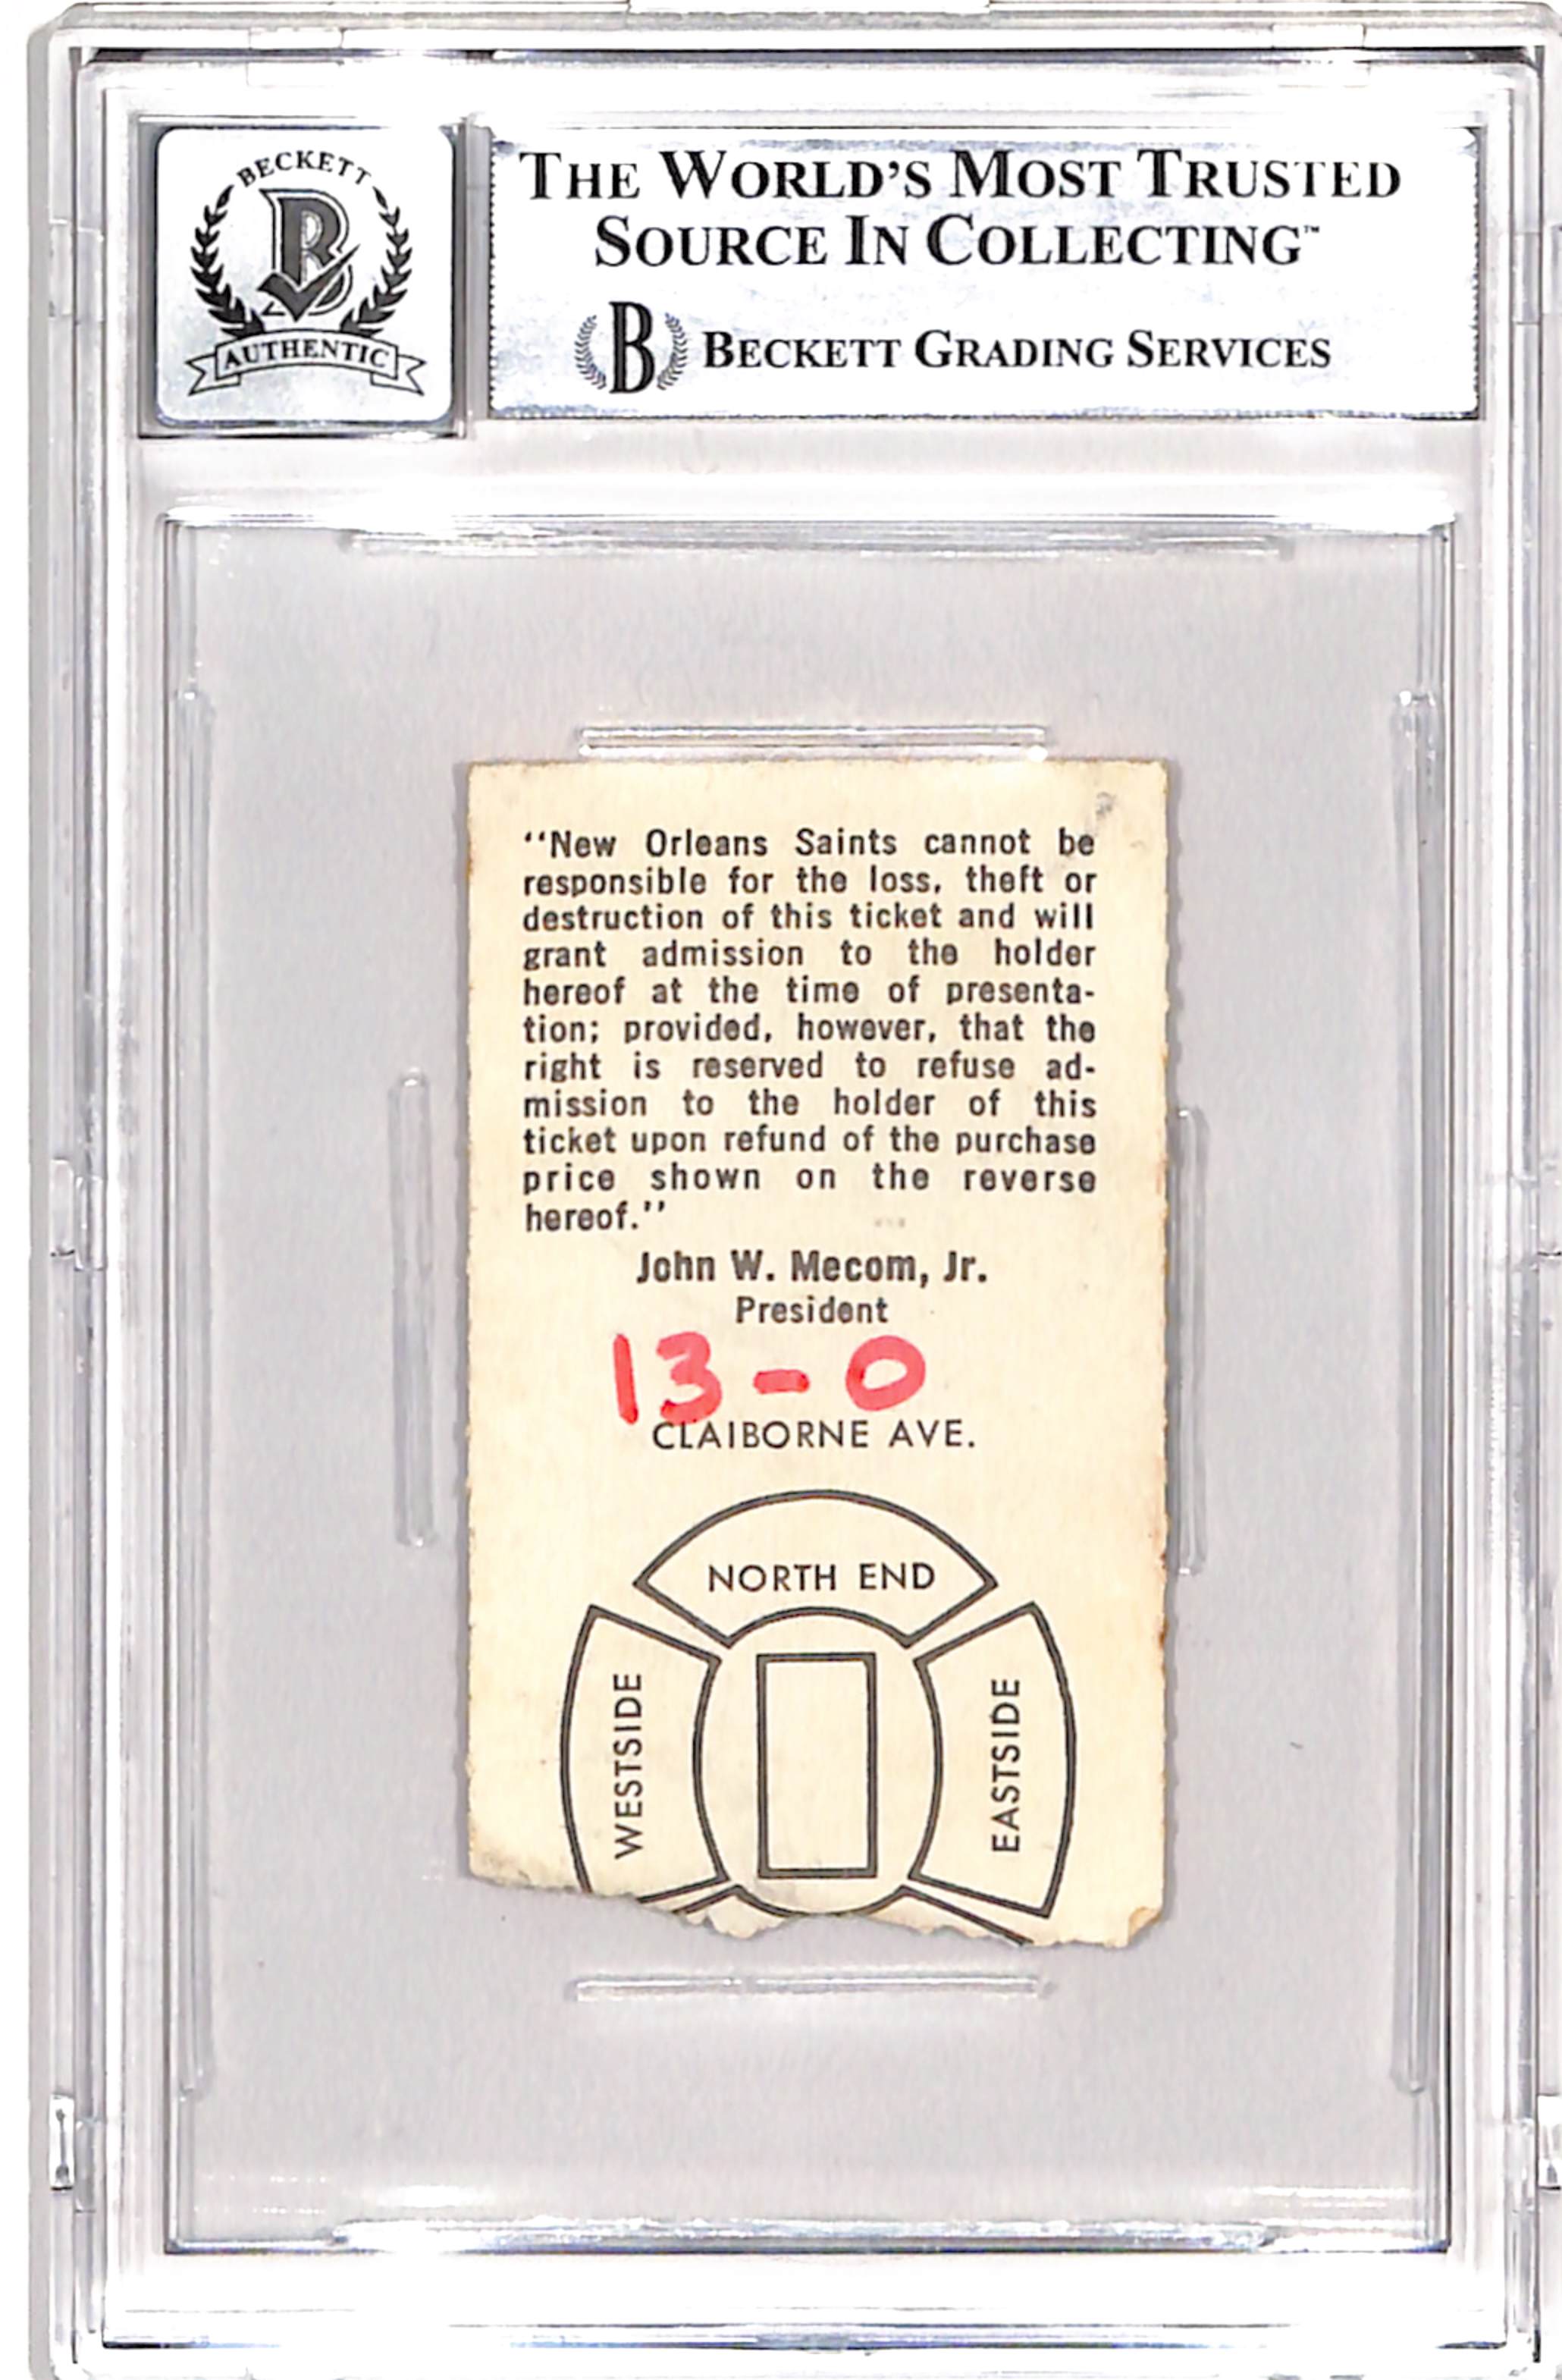 BECKETT
AUTHENTIC
THE WORLD'S MOST TRUSTED
SOURCE IN COLLECTING™
B BECKETT GRADING SERVICES
“New Orleans Saints cannot be
responsible for the loss, theft or
destruction of this ticket and will
grant admission to the holder
hereof at the time of presenta-
tion; provided, however, that the
right is reserved to refuse ad-
mission to the holder of this
ticket upon refund of the purchase
price shown on the reverse
hereof.”
John W. Mecom, Jr.
President
13-0
CLAIBORNE AVE.
NORTH END
WESTSIDE
EASTSIDE